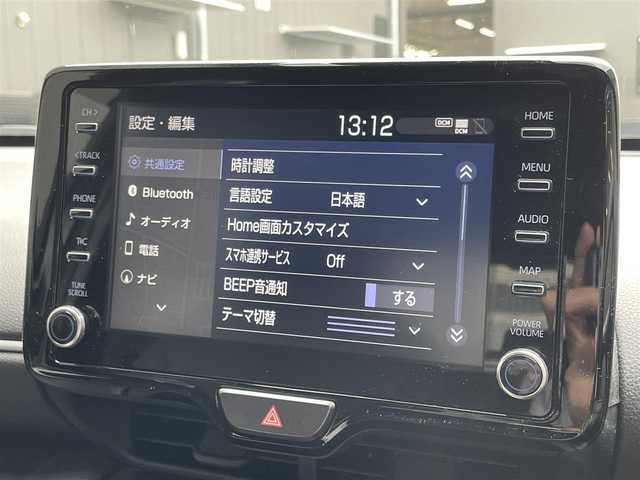 CH >
< TRACK
PHONE
TUNE
SCROLL
設定・編集
13:12
DCM
DCM
共通設定
Bluetooth
オーディオ
電話
ナビ
時計調整
言語設定 日本語
Home画面カスタマイズ
スマホ連携サービス Off
BEEP音通知 する
テーマ切替
HOME
MENU
AUDIO
MAP
POWER
VOLUME